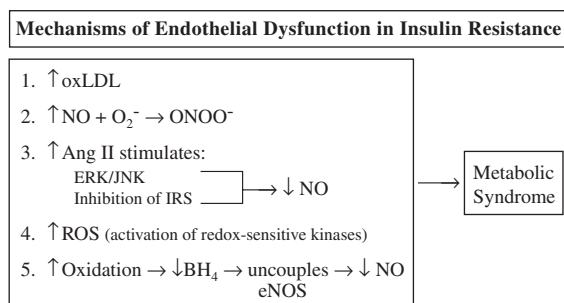 Mechanisms of Endothelial Dysfunction in Insulin Resistance
1. ↑oxLDL
2. ↑NO + O₂⁻ → ONOO⁻
3. ↑Ang II stimulates:
ERK/JNK
Inhibition of IRS
→ ↓ NO
4. ↑ROS (activation of redox-sensitive kinases)
5. ↑Oxidation → ↓BH₄ → uncouples → ↓ NO
eNOS
→
Metabolic
Syndrome